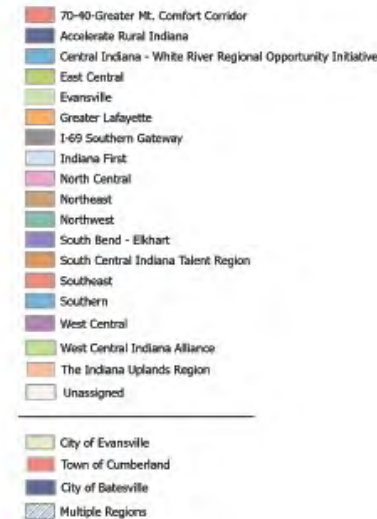 70-40-Greater Mt. Comfort Corridor
Accelerate Rural Indiana
Central Indiana - White River Regional Opportunity Initiative
East Central
Evansville
Greater Lafayette
I-69 Southern Gateway
Indiana First
North Central
Northeast
Northwest
South Bend - Elkhart
South Central Indiana Talent Region
Southeast
Southern
West Central
West Central Indiana Alliance
The Indiana Uplands Region
Unassigned
City of Evansville
Town of Cumberland
City of Batesville
Multiple Regions